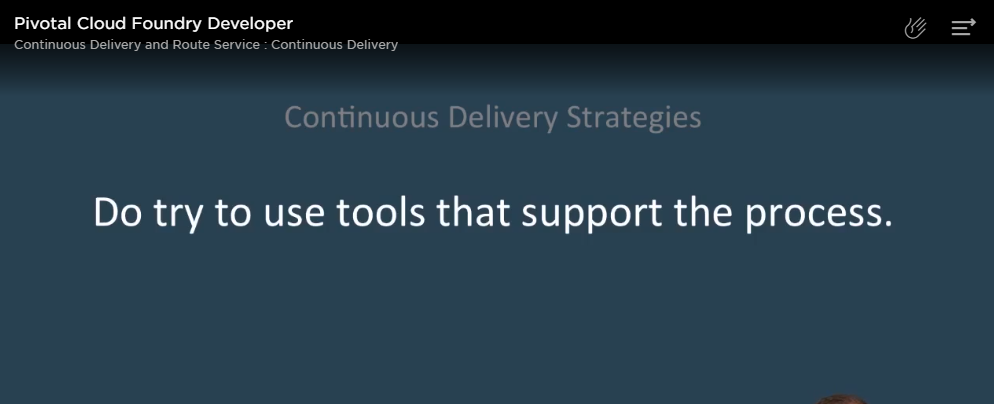 Pivotal Cloud Foundry Developer
Continuous Delivery and Route Service : Continuous Delivery
Continuous Delivery Strategies
Do try to use tools that support the process.